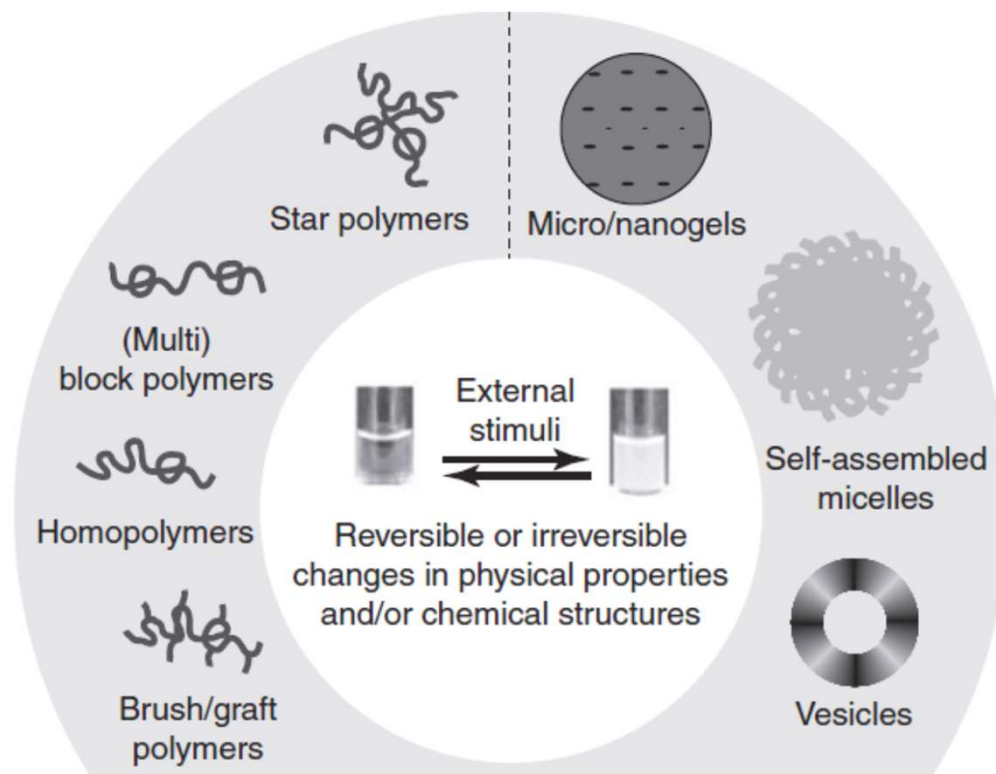 Star polymers
Micro/nanogels
(Multi)
block polymers
Homopolymers
Brush/graft
polymers
External
stimuli
Reversible or irreversible
changes in physical properties
and/or chemical structures
Self-assembled
micelles
Vesicles